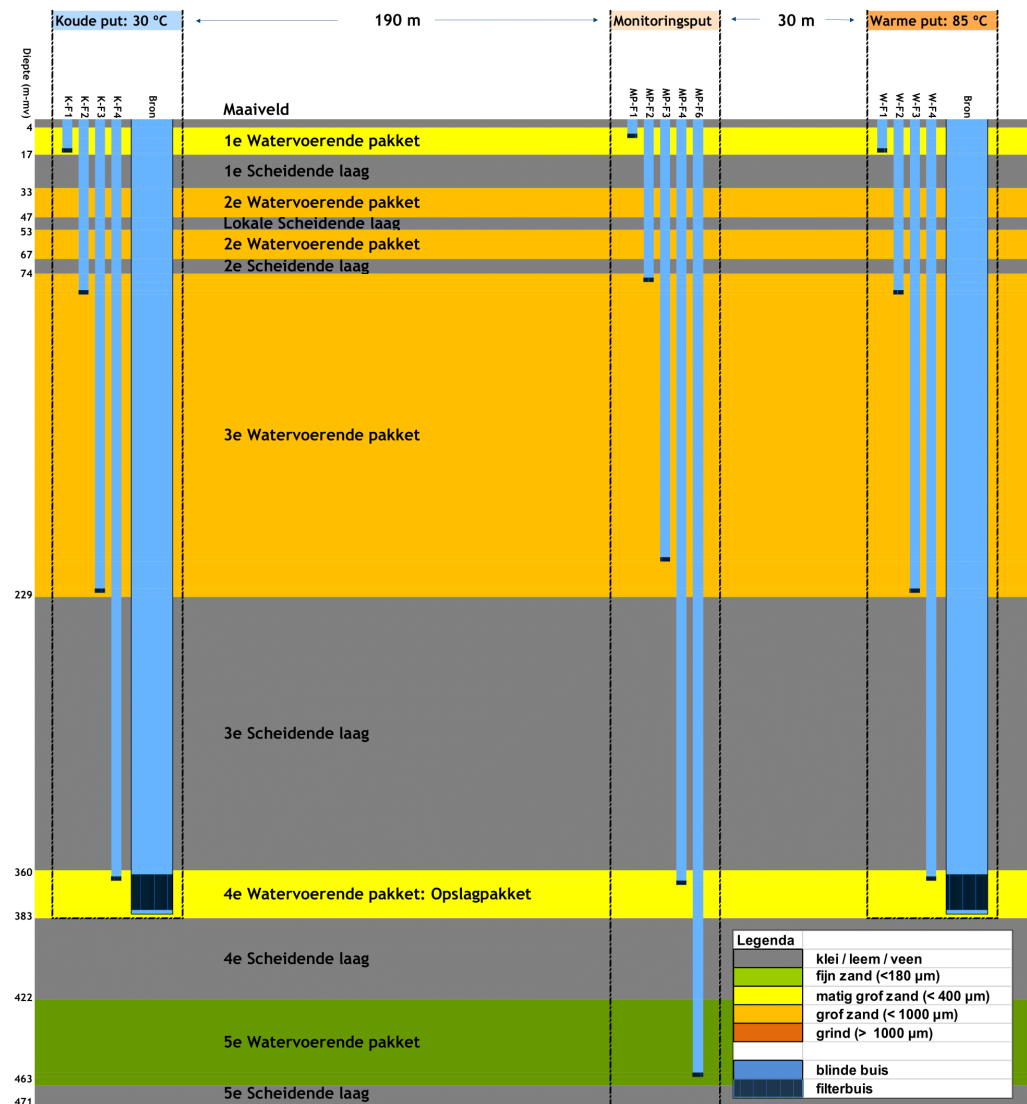 Koude put: 30 °C
190 m
Monitoringsput
30 m
Warme put: 85 °C
Diepte (m-mv)
K-F1
K-F2
K-F3
K-F4
Bron
MP-F1
MP-F2
MP-F3
MP-F4
MP-F6
W-F1
W-F2
W-F3
W-F4
Bron
Maaiveld
4
1e Watervoerende pakket
17
1e Scheidende laag
33
2e Watervoerende pakket
47
Lokale Scheidende laag
53
2e Watervoerende pakket
67
2e Scheidende laag
74
3e Watervoerende pakket
229
3e Scheidende laag
360
4e Watervoerende pakket: Opslagpakket
383
4e Scheidende laag
422
5e Watervoerende pakket
463
5e Scheidende laag
471
Legenda
klei / leem / veen
fijn zand (<180 µm)
matig grof zand (< 400 µm)
grof zand (< 1000 µm)
grind (> 1000 µm)
blinde buis
filterbuis